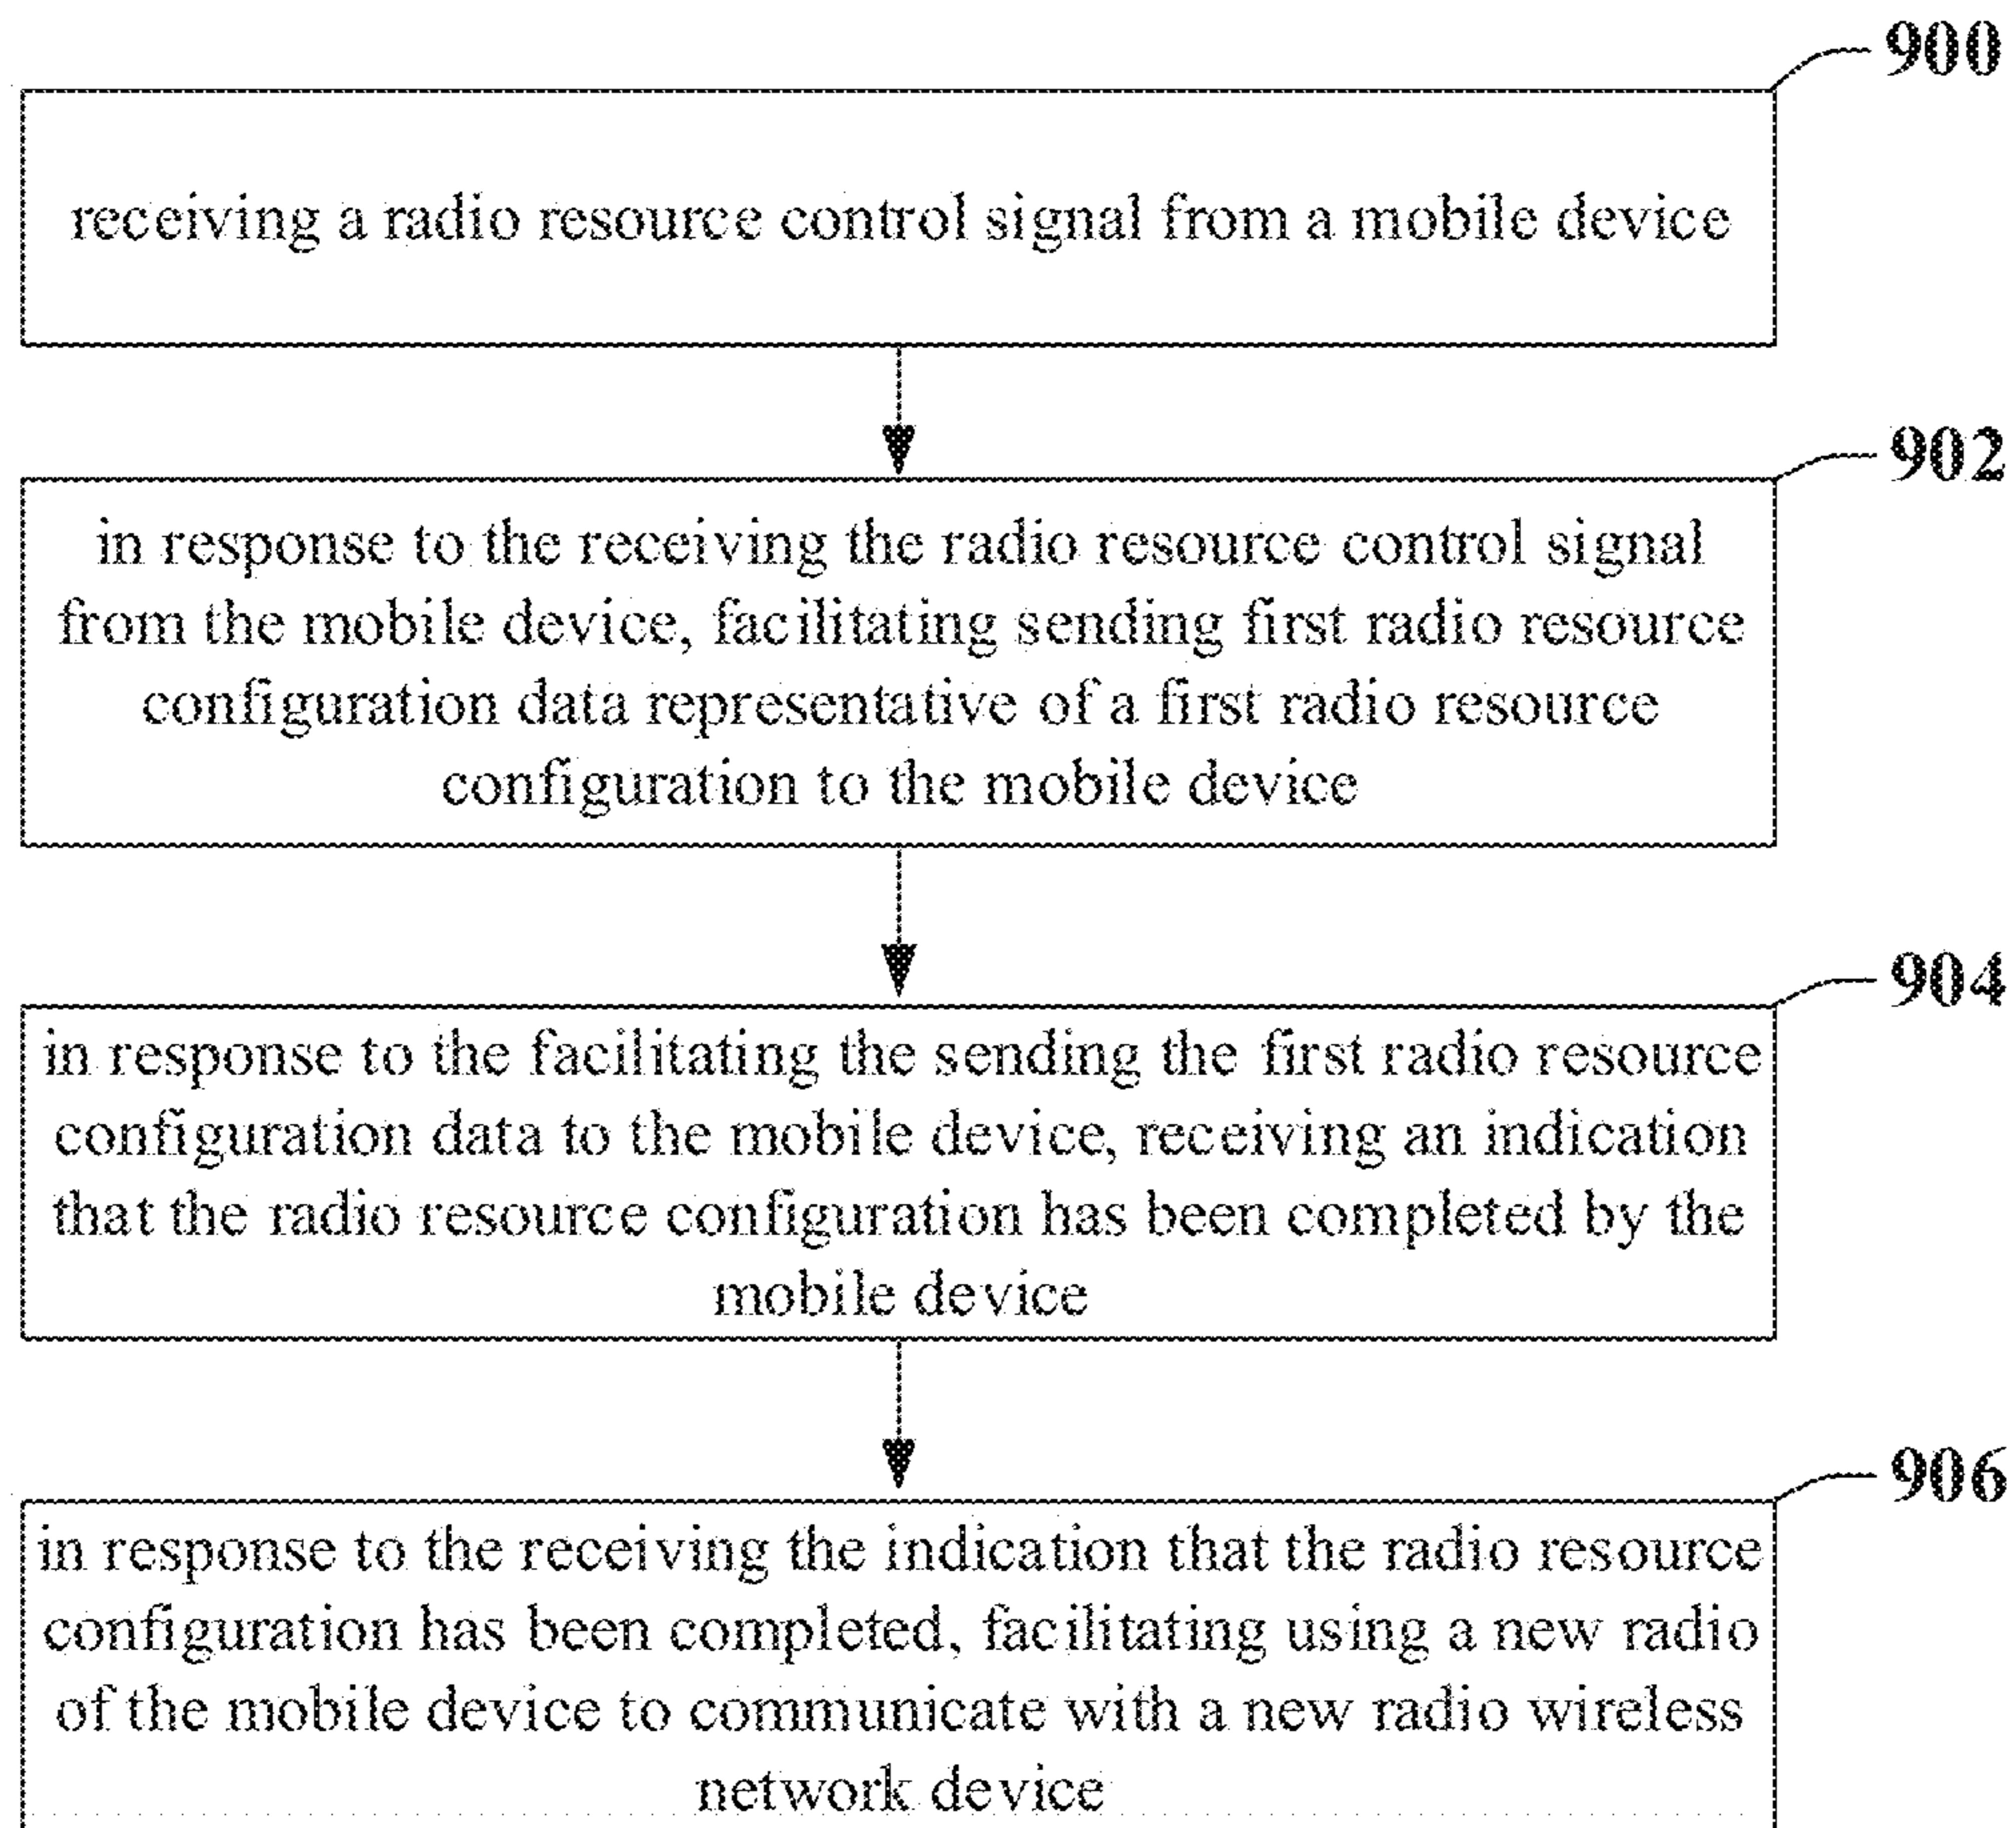 900
receiving a radio resource control signal from a mobile device
902
in response to the receiving the radio resource control signal
from the mobile device, facilitating sending first radio resource
configuration data representative of a first radio resource
configuration to the mobile device
904
in response to the facilitating the sending the first radio resource
configuration data to the mobile device, receiving an indication
that the radio resource configuration has been completed by the
mobile device
906
in response to the receiving the indication that the radio resource
configuration has been completed, facilitating using a new radio
of the mobile device to communicate with a new radio wireless
network device